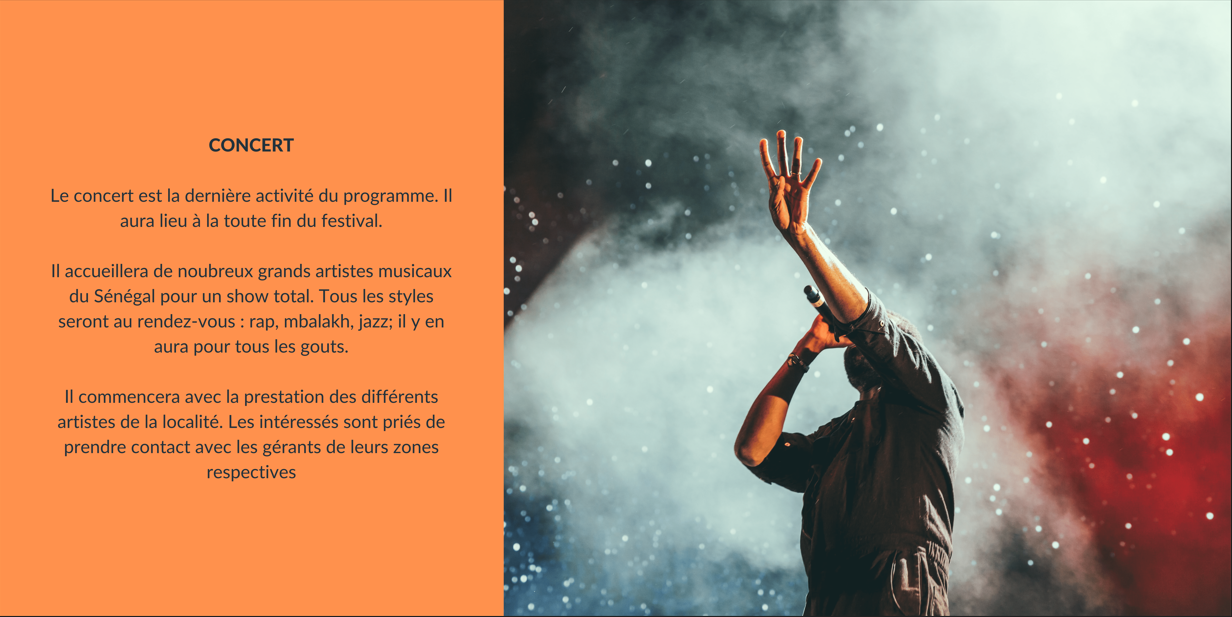 CONCERT
Le concert est la dernière activité du programme. Il
aura lieu à la toute fin du festival.
Il accueillera de noubreux grands artistes musicaux
du Sénégal pour un show total. Tous les styles
seront au rendez-vous : rap, mbalakh, jazz; il y en
aura pour tous les gouts.
Il commencera avec la prestation des différents
artistes de la localité. Les intéressés sont priés de
prendre contact avec les gérants de leurs zones
respectives